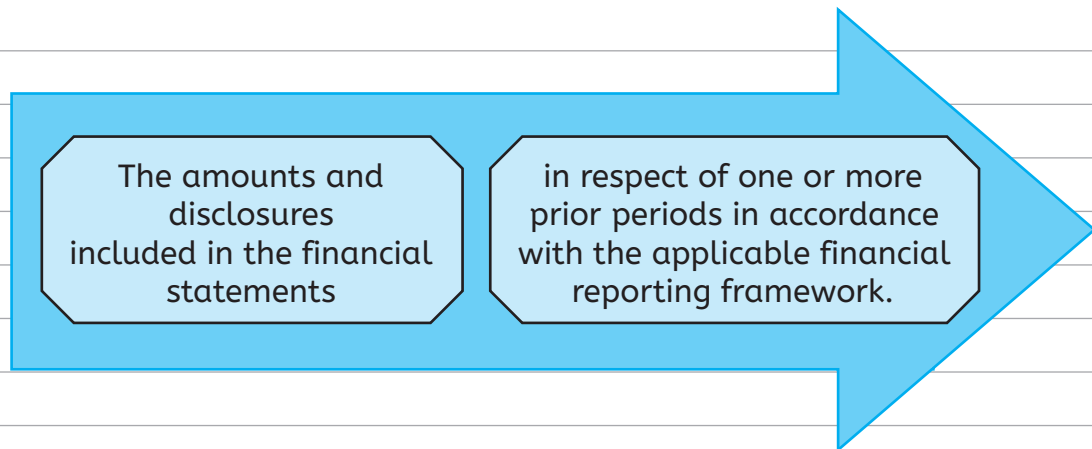 The amounts and
disclosures
included in the financial
statements
in respect of one or more
prior periods in accordance
with the applicable financial
reporting framework.